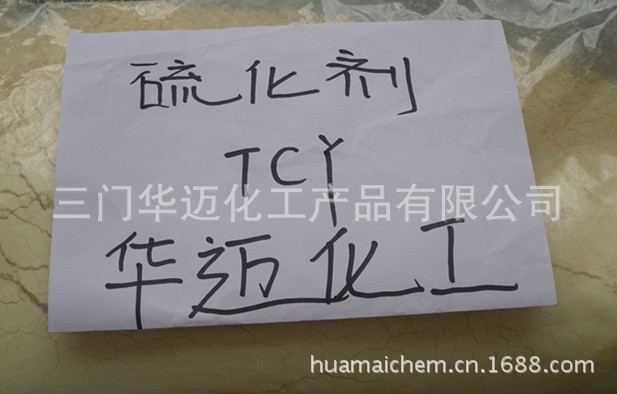 硫化剂
TCY
三门华迈化工产品有限公司
华迈化工
huamaichem.cn.1688.com